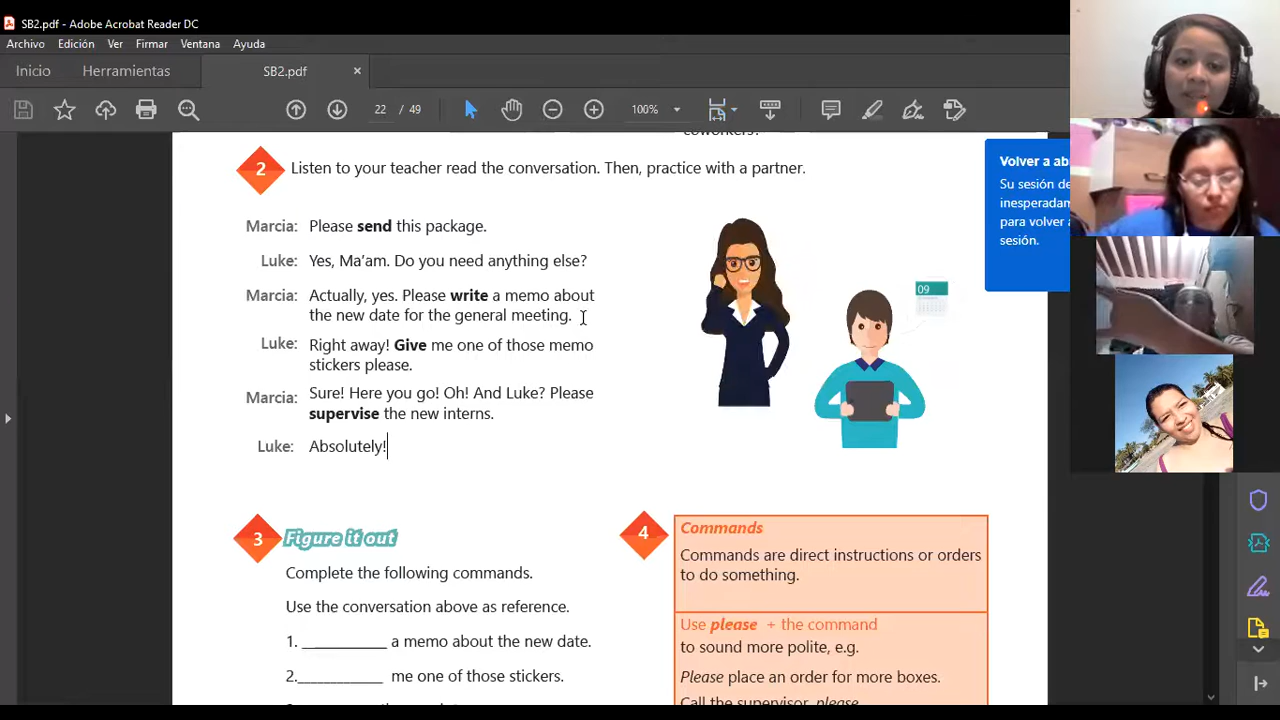 SB2.pdf - Adobe Acrobat Reader DC
Archivo Edición Ver Firmar Ventana Ayuda
Inicio Herramientas SB2.pdf ×
22 / 49 100%
coworkers?
2 Listen to your teacher read the conversation. Then, practice with a partner.
Marcia: Please send this package.
Luke: Yes, Ma'am. Do you need anything else?
Marcia: Actually, yes. Please write a memo about
the new date for the general meeting.
Luke: Right away! Give me one of those memo
stickers please.
Marcia: Sure! Here you go! Oh! And Luke? Please
supervise the new interns.
Luke: Absolutely!
09
Volver a ab
Su sesión de
inesperadam
para volver a
sesión.
3 Figure it out
Complete the following commands.
Use the conversation above as reference.
1. __________ a memo about the new date.
2.__________ me one of those stickers.
4 Commands
Commands are direct instructions or orders
to do something.
Use please + the command
to sound more polite, e.g.
Please place an order for more boxes.
Call the supervisor, please